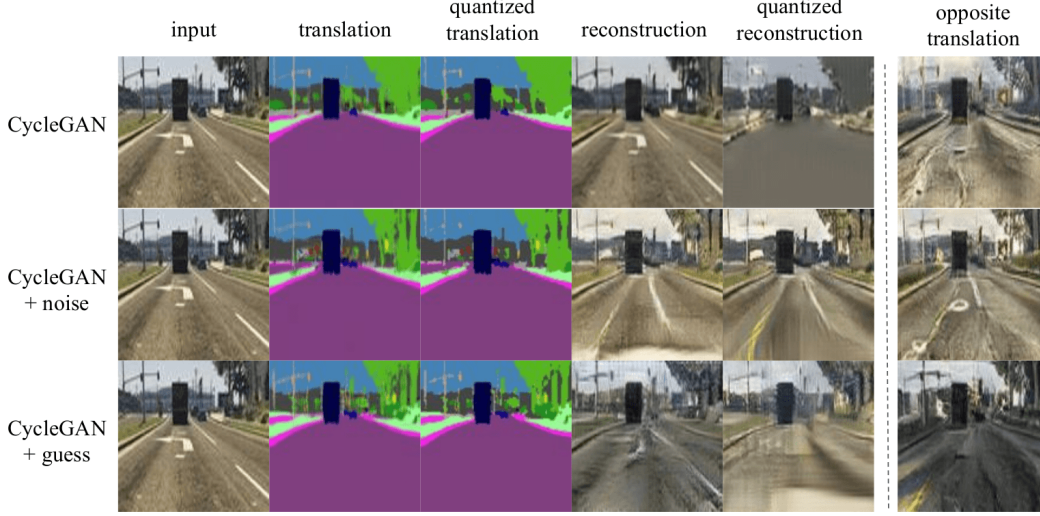 input
translation
quantized
translation
reconstruction
quantized
reconstruction
opposite
translation
CycleGAN
CycleGAN
+ noise
CycleGAN
+ guess